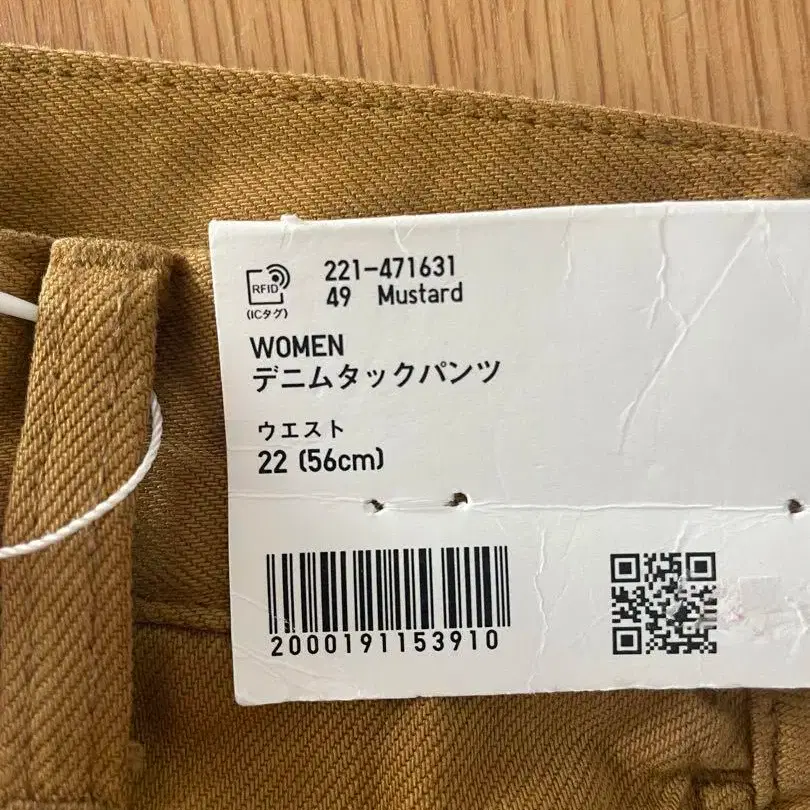 RFID
(ICタグ)
221-471631
49 Mustard
WOMEN
デニムタックパンツ
ウエスト
22 (56cm)
2000191153910